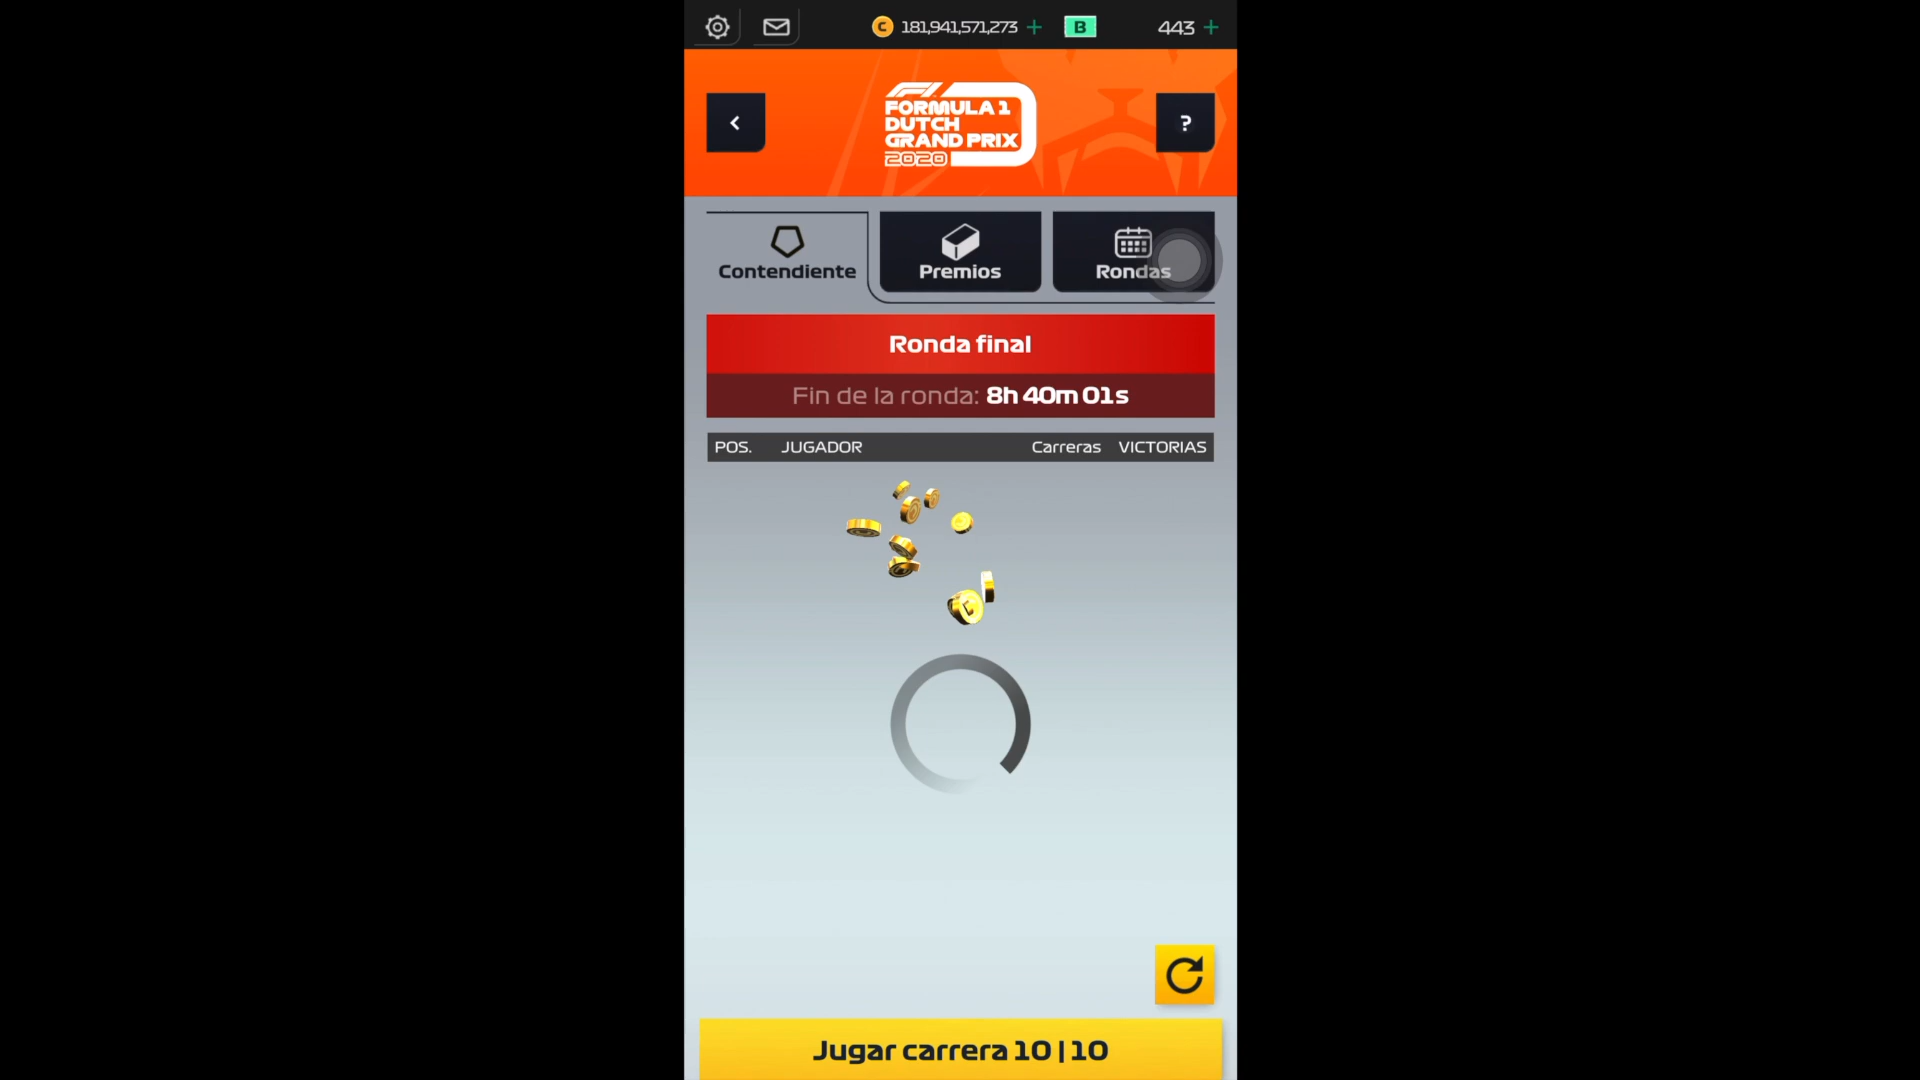 C 181,941,571,273 + B 443 +
F1
FORMULA 1
DUTCH
GRAND PRIX
2020
?
Contendiente
Premios
Rondas
Ronda final
Fin de la ronda: 8h 40m 01s
POS. JUGADOR Carreras VICTORIAS
Jugar carrera 10 | 10